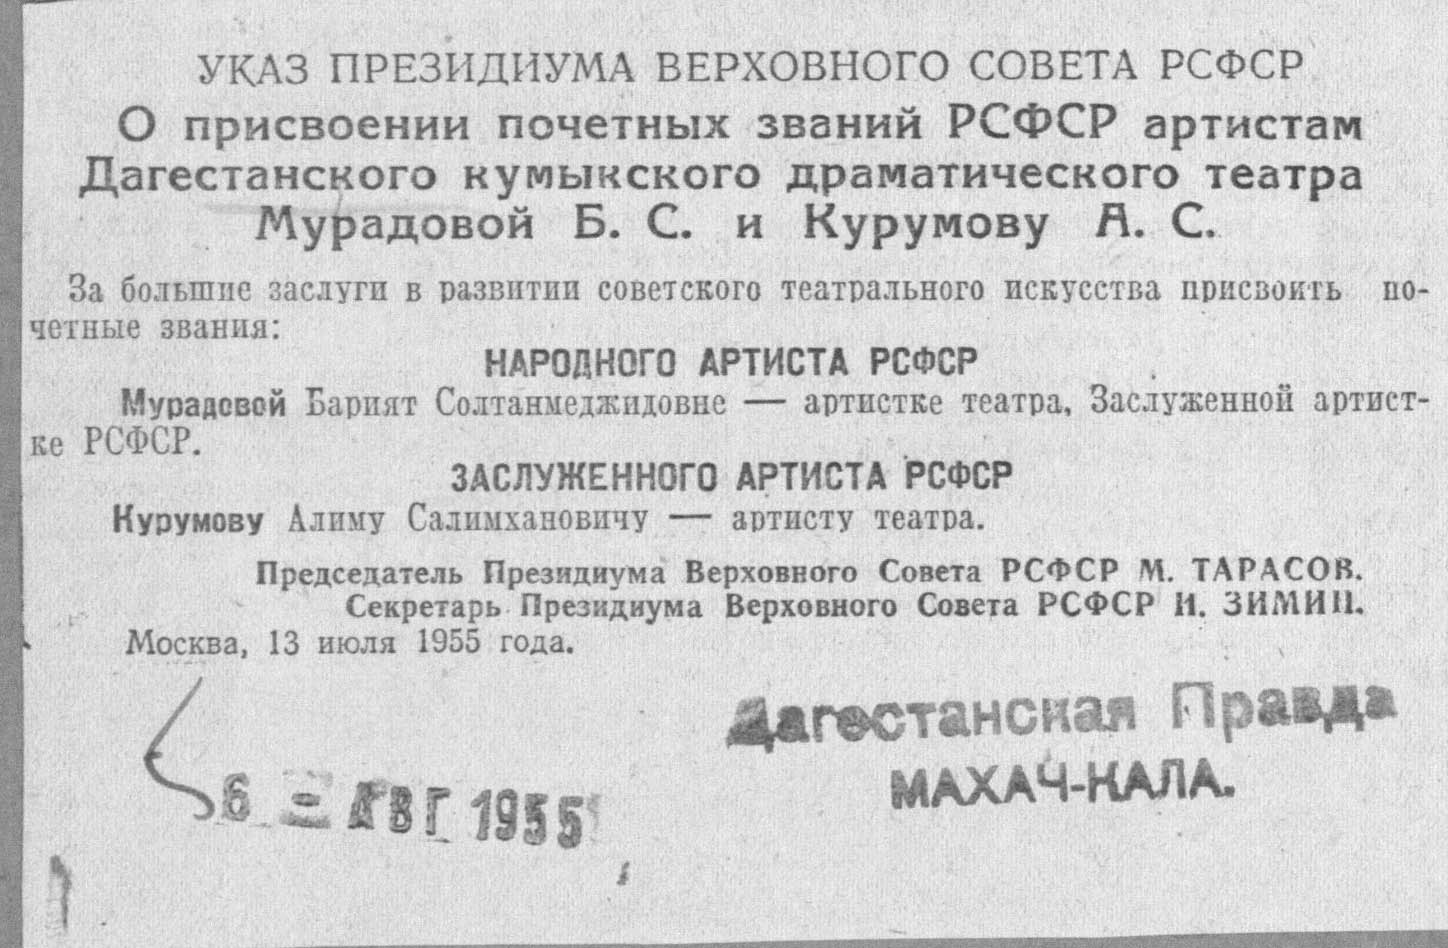 УКАЗ ПРЕЗИДИУМА ВЕРХОВНОГО СОВЕТА РСФСР
О присвоении почетных званий РСФСР артистам
Дагестанского кумыкского драматического театра
Мурадовой Б. С. и Курумову А. С.
За большие заслуги в развитии советского театрального искусства присвоить по-
четные звания:
НАРОДНОГО АРТИСТА РСФСР
Мурадовой Барият Солтанмеджидовне — артистке театра, Заслуженной артист-
ке РСФСР.
ЗАСЛУЖЕННОГО АРТИСТА РСФСР
Курумову Алиму Салимхановичу — артисту театра.
Председатель Президиума Верховного Совета РСФСР М. ТАРАСОВ.
Секретарь Президиума Верховного Совета РСФСР И. ЗИМИН.
Москва, 13 июля 1955 года.
Дагестанская Правда
МАХАЧ-КАЛА.
6 – АВГ 1955